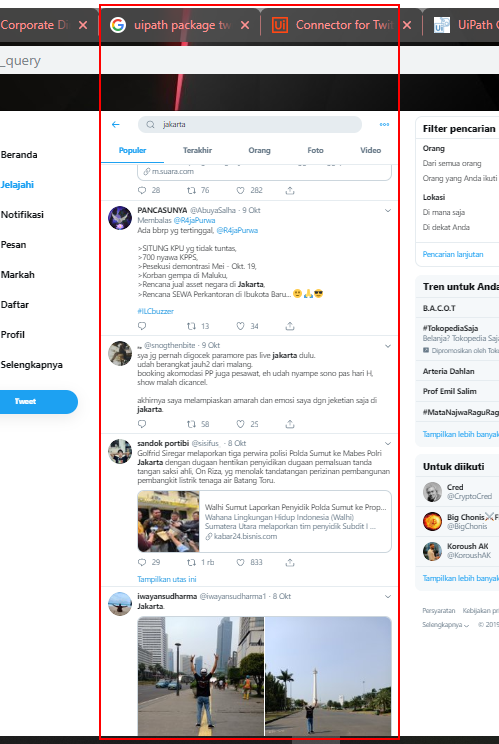 Corporate Di
uipath package tw
Connector for Twit
UiPath C
_query
Beranda
Jelajahi
Notifikasi
Pesan
Markah
Daftar
Profil
Selengkapnya
Tweet
jakarta
Populer
Terakhir
Orang
Foto
Video
m.suara.com
28 76 282
PANCASUNYA @AbuyaSalha · 9 Okt
Membalas @R4jaPurwa
Ada bbrp yg tertinggal, @R4jaPurwa
>SITUNG KPU yg tidak tuntas,
>700 nyawa KPPS,
>Pesekusi demontrasi Mei - Okt. 19,
>Korban gempa di Maluku,
>Rencana jual asset negara di Jakarta,
>Rencana SEWA Perkantoran di Ibukota Baru... 
#ILCbuzzer
13 34
@snogthenbite · 9 Okt
sya jg pernah digocek paramore pas live jakarta dulu.
udah berangkat jauh2 dari malang.
booking akomodasi PP juga pesawat, eh udah nyampe sono pas hari H,
show malah dicancel.
akhirnya saya melampiaskan amarah dan emosi saya dgn jeketian saja di
jakarta.
58 25
sandok portibi @sisifus_ · 8 Okt
Golfrid Siregar melaporkan tiga perwira polisi Polda Sumut ke Mabes Polri
Jakarta dengan dugaan hentikan penyidikan dugaan pemalsuan tanda
tangan saksi ahli, On Riza, yg menolak tandatangan perizinan pembangunan
pembangkit listrik tenaga air Batang Toru.
Walhi Sumut Laporkan Penyidik Polda Sumut ke Prop...
Wahana Lingkungan Hidup Indonesia (Walhi)
Sumatera Utara melaporkan tim penyidik Subdit I ...
kabar24.bisnis.com
29 1 rb 833
Tampilkan utas ini
iwayansudharma @iwayansudharma1 · 8 Okt
Jakarta.
Filter pencarian
Orang
Dari semua orang
Orang yang Anda ikuti
Lokasi
Di mana saja
Di dekat Anda
Pencarian lanjutan
Tren untuk Anda
B.A.C.O.T
#TokopediaSaja
Belanja? Tokopedia Saja
Dipromosikan oleh Toko
Arteria Dahlan
Prof Emil Salim
#MataNajwaRaguRag
Tampilkan lebih banyak
Untuk diikuti
Cred
@CryptoCred
Big Chonis
@BigChonis
Koroush AK
@KoroushAK
Tampilkan lebih banyak
Persyaratan Kebijakan pri
Selengkapnya © 2019